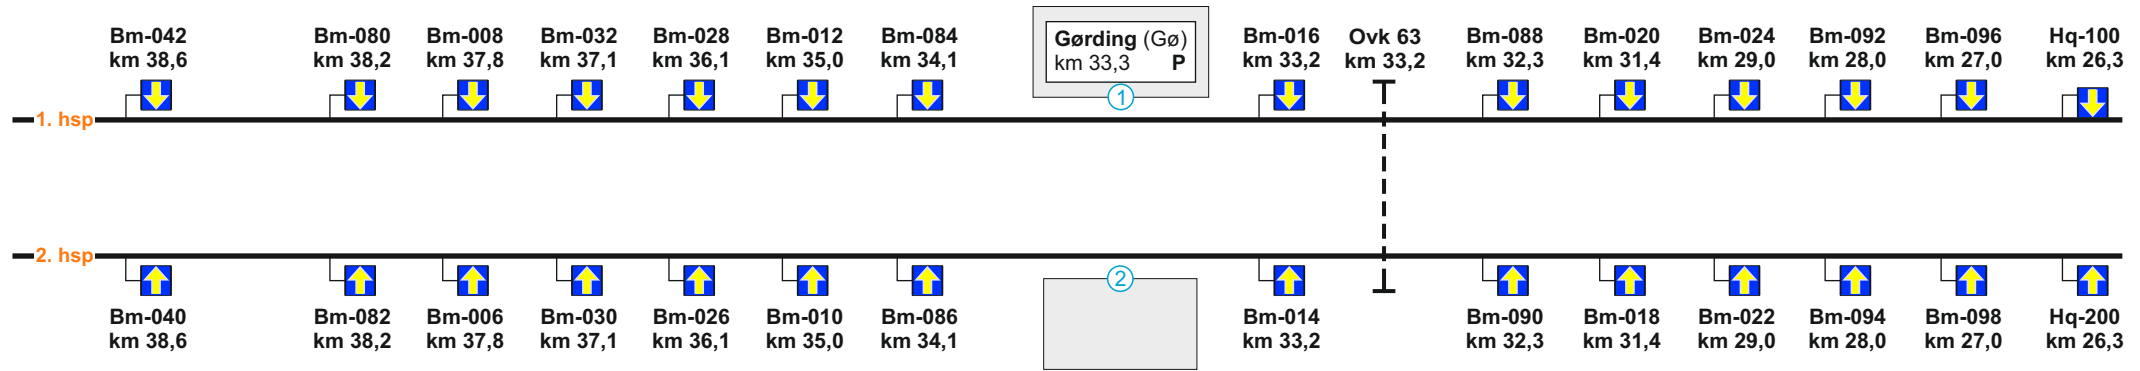 Bm-042 Bm-080 Bm-008 Bm-032 Bm-028 Bm-012 Bm-084 Gørding (Gø) Bm-016 Ovk 63 Bm-088 Bm-020 Bm-024 Bm-092 Bm-096 Hq-100
km 38,6 km 38,2 km 37,8 km 37,1 km 36,1 km 35,0 km 34,1 km 33,3 P km 33,2 km 33,2 km 32,3 km 31,4 km 29,0 km 28,0 km 27,0 km 26,3
1
1. hsp
2. hsp
2
Bm-040 Bm-082 Bm-006 Bm-030 Bm-026 Bm-010 Bm-086 Bm-014 Bm-090 Bm-018 Bm-022 Bm-094 Bm-098 Hq-200
km 38,6 km 38,2 km 37,8 km 37,1 km 36,1 km 35,0 km 34,1 km 33,2 km 32,3 km 31,4 km 29,0 km 28,0 km 27,0 km 26,3